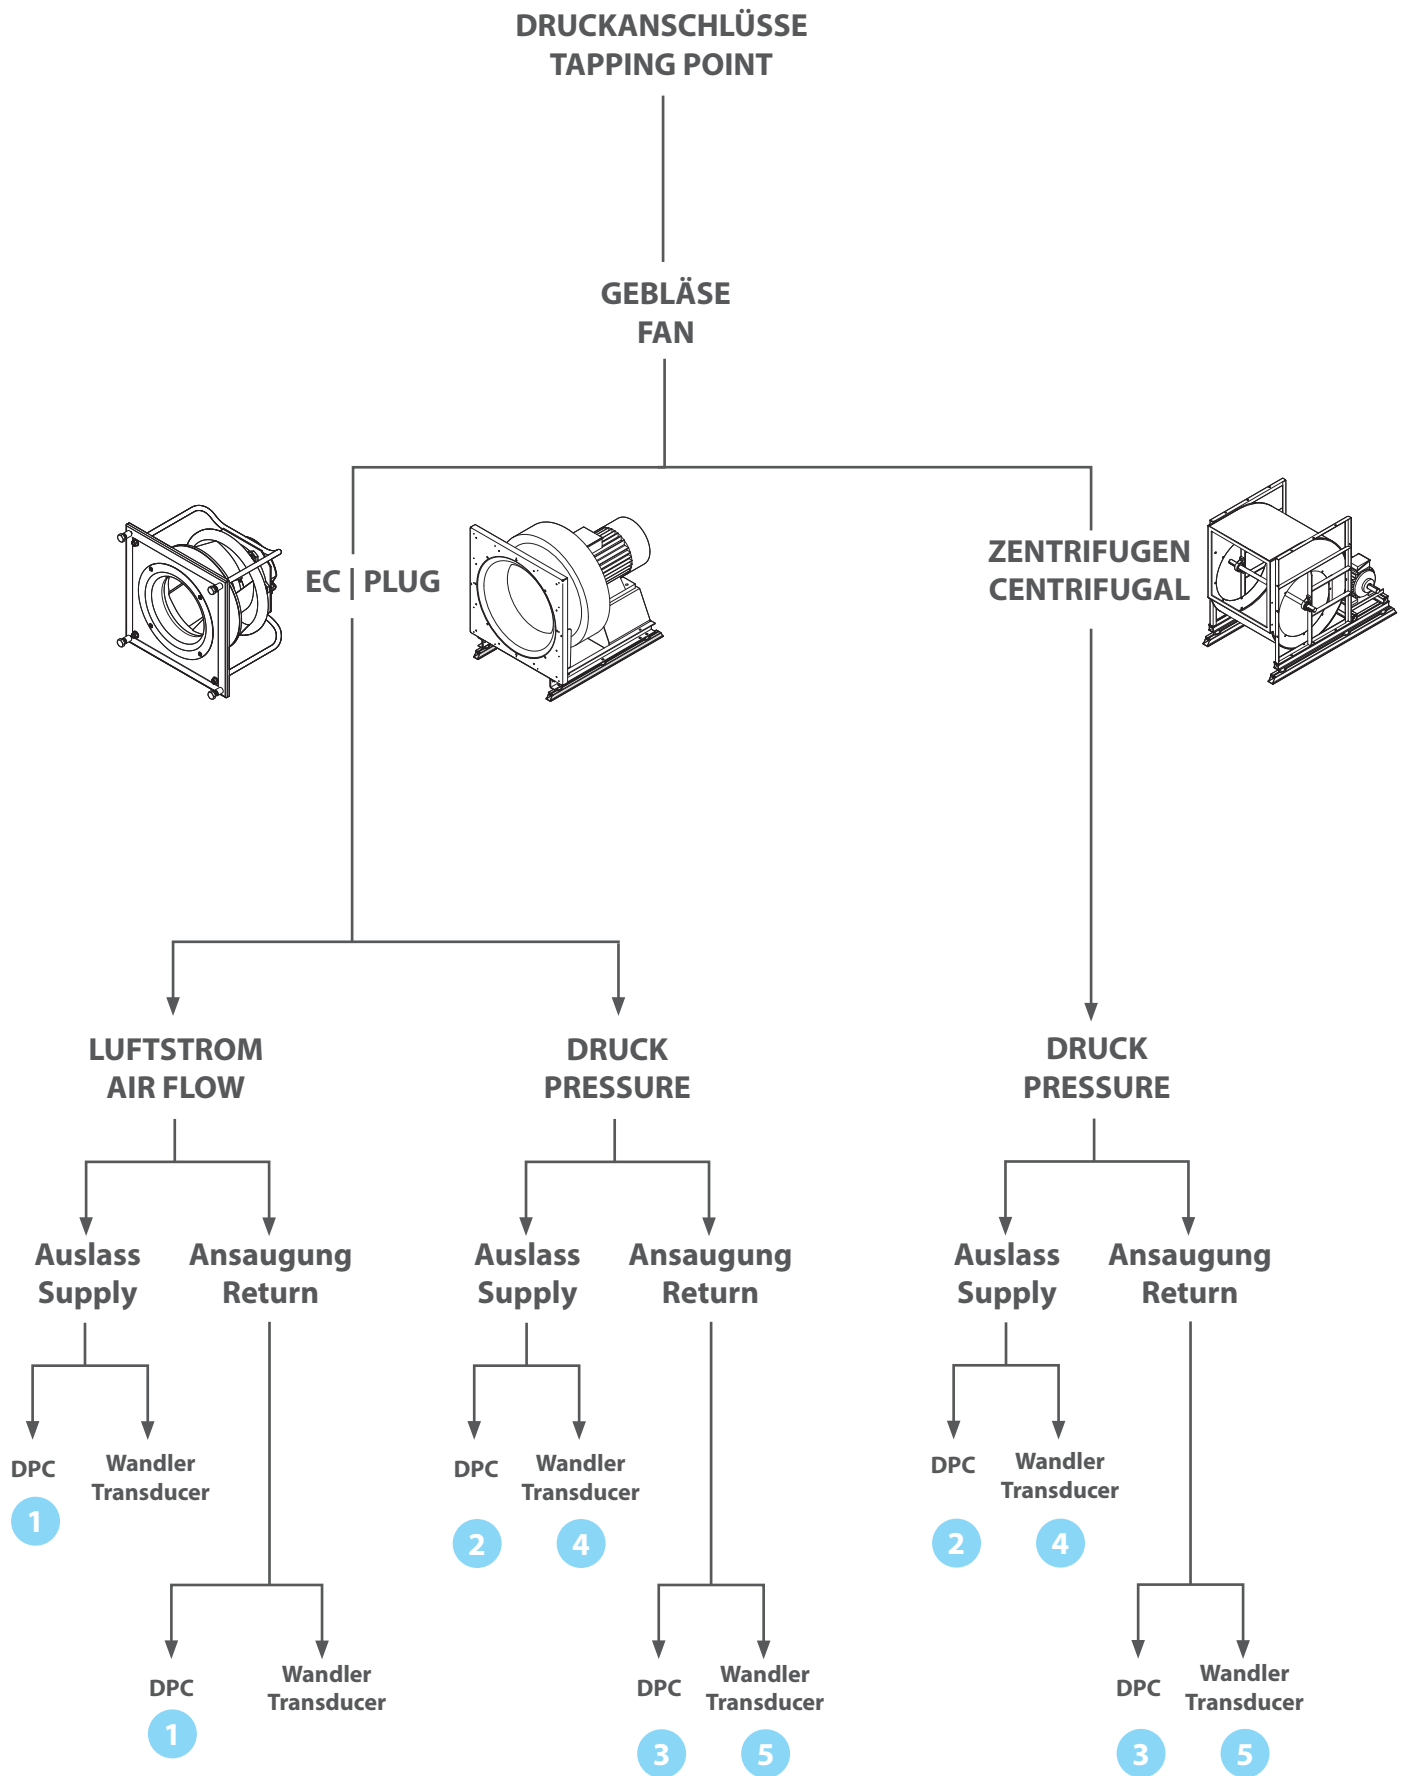 DRUCKANSCHLÜSSE
TAPPING POINT
GEBLÄSE
FAN
EC | PLUG
ZENTRIFUGEN
CENTRIFUGAL
LUFTSTROM
AIR FLOW
DRUCK
PRESSURE
DRUCK
PRESSURE
Auslass
Supply
Ansaugung
Return
Auslass
Supply
Ansaugung
Return
Auslass
Supply
Ansaugung
Return
DPC
1
Wandler
Transducer
DPC
2
Wandler
Transducer
4
DPC
2
Wandler
Transducer
4
DPC
1
Wandler
Transducer
DPC
3
Wandler
Transducer
5
DPC
3
Wandler
Transducer
5